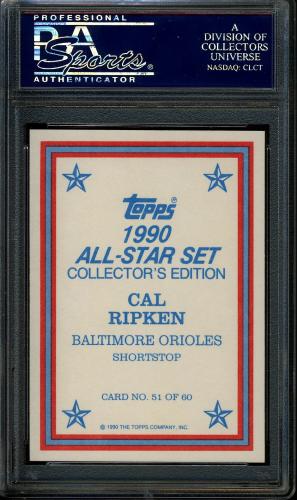 PROFESSIONAL
PSA
Sports
AUTHENTICATOR
®
A
DIVISION OF
COLLECTORS
UNIVERSE
NASDAQ: CLCT
TOPPS
®
1990
ALL-STAR SET
COLLECTOR'S EDITION
CAL
RIPKEN
BALTIMORE ORIOLES
SHORTSTOP
CARD NO. 51 OF 60
© 1990 THE TOPPS COMPANY, INC.